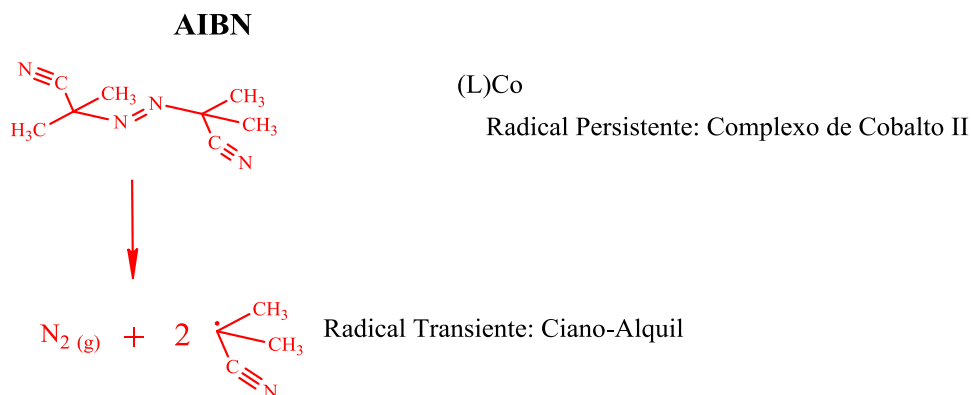 AIBN
N C CH3 N N CH3
H3C CH3
C N
(L)Co
Radical Persistente: Complexo de Cobalto II
N2 (g) + 2 CH3 CH3
C N
Radical Transiente: Ciano-Alquil